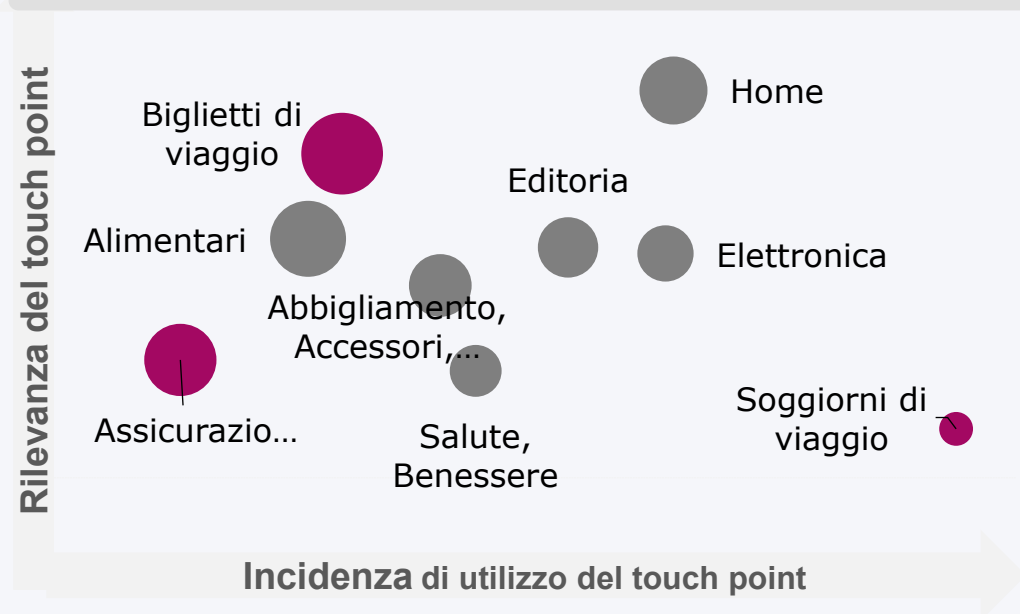 Rilevanza del touch point
Home
Biglietti di
viaggio
Editoria
Alimentari
Elettronica
Abbigliamento,
Accessori,...
Assicurazio...
Salute,
Benessere
Soggiorni di
viaggio
Incidenza di utilizzo del touch point